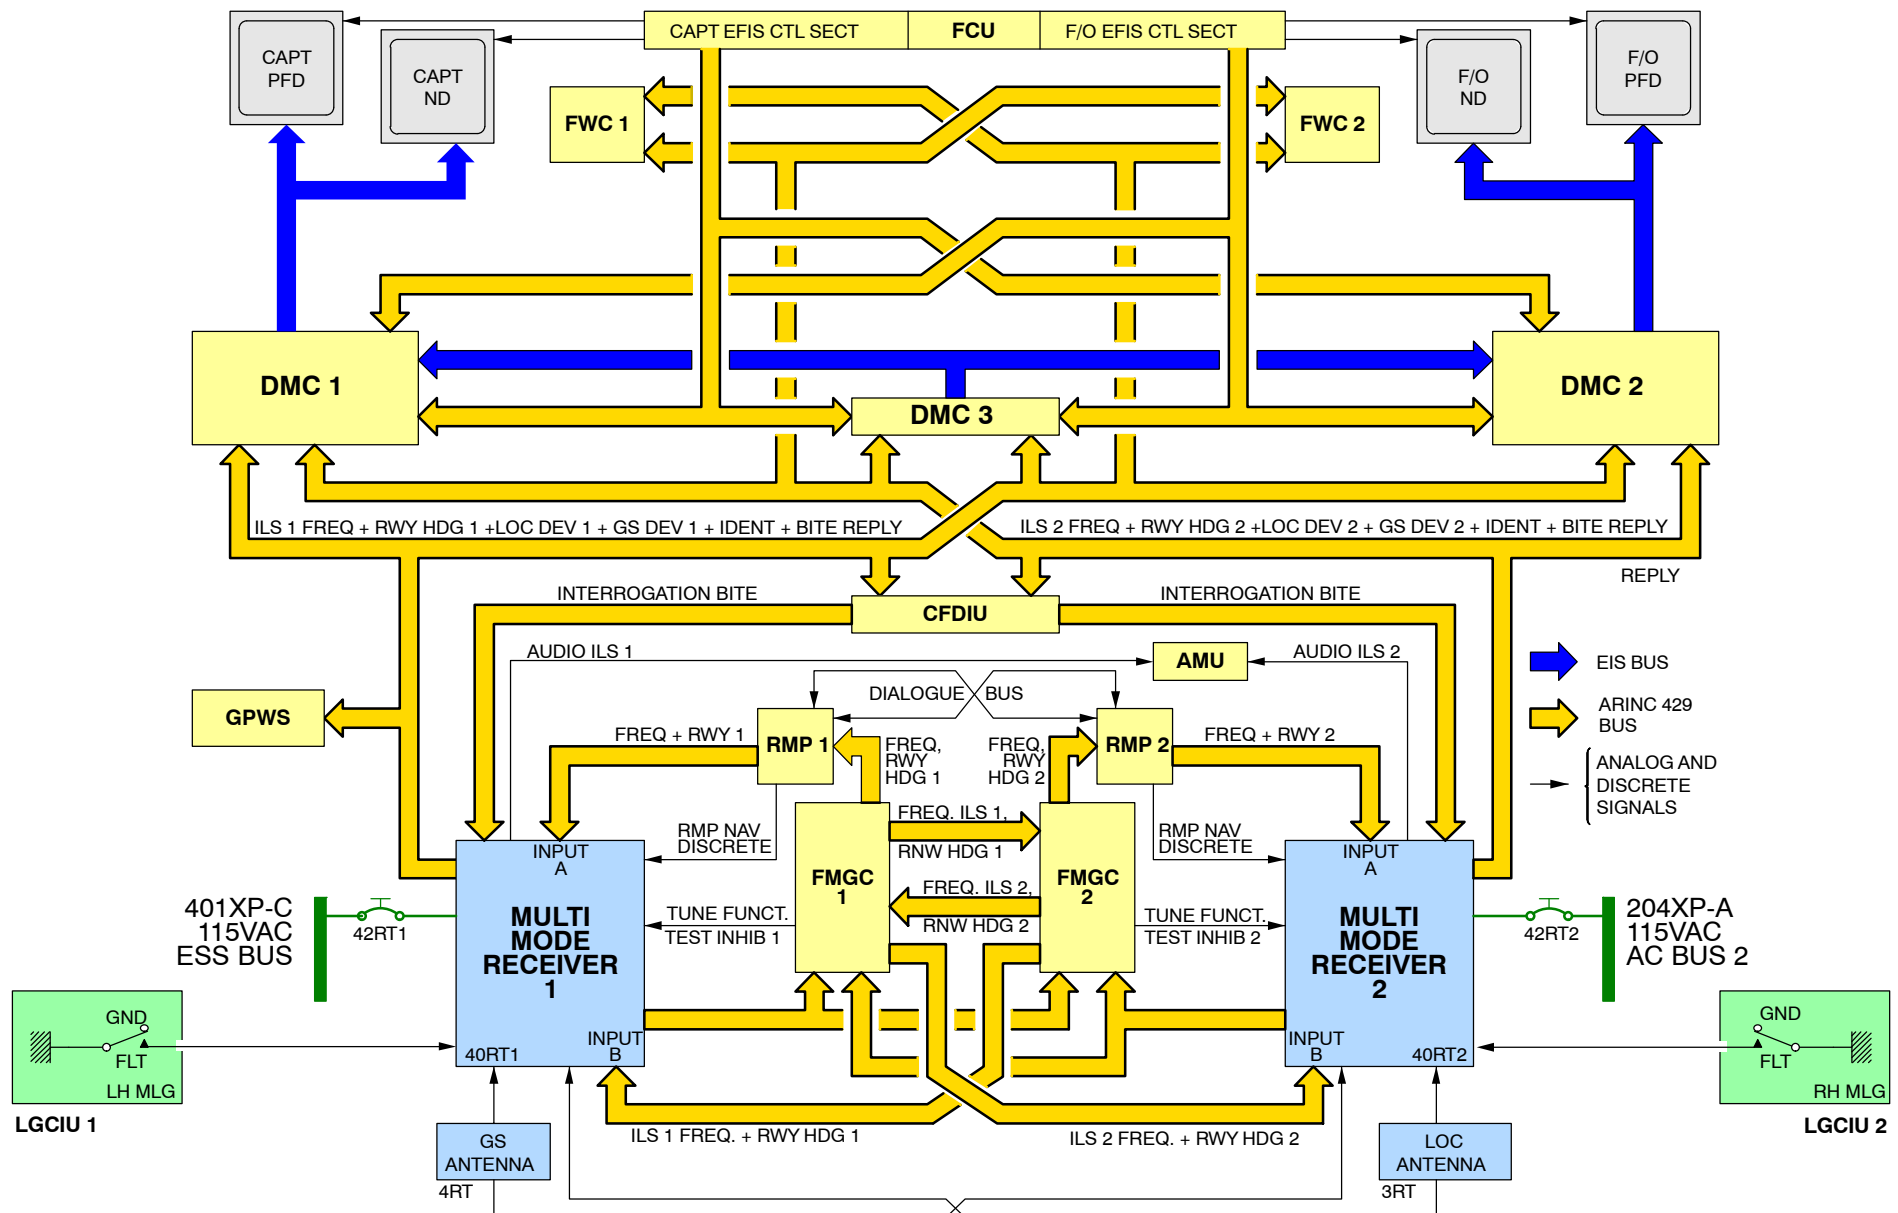 CAPT EFIS CTL SECT
FCU
F/O EFIS CTL SECT
CAPT
PFD
CAPT
ND
F/O
ND
F/O
PFD
FWC 1
FWC 2
DMC 1
DMC 3
DMC 2
ILS 1 FREQ + RWY HDG 1 +LOC DEV 1 + GS DEV 1 + IDENT + BITE REPLY
ILS 2 FREQ + RWY HDG 2 +LOC DEV 2 + GS DEV 2 + IDENT + BITE REPLY
REPLY
INTERROGATION BITE
CFDIU
INTERROGATION BITE
AUDIO ILS 1
AMU
AUDIO ILS 2
EIS BUS
DIALOGUE BUS
GPWS
ARINC 429
BUS
FREQ + RWY 1
RMP 1
FREQ,
RWY
HDG 1
FREQ,
RWY
HDG 2
RMP 2
FREQ + RWY 2
ANALOG AND
DISCRETE
SIGNALS
RMP NAV
DISCRETE
FREQ. ILS 1,
RNW HDG 1
RMP NAV
DISCRETE
INPUT
A
INPUT
A
FMGC
1
FREQ. ILS 2,
RNW HDG 2
FMGC
2
401XP-C
115VAC
ESS BUS
42RT1
MULTI
MODE
RECEIVER
1
TUNE FUNCT.
TEST INHIB 1
TUNE FUNCT.
TEST INHIB 2
MULTI
MODE
RECEIVER
2
42RT2
204XP-A
115VAC
AC BUS 2
GND
FLT
LH MLG
LGCIU 1
40RT1
INPUT
B
INPUT
B
40RT2
GND
FLT
RH MLG
LGCIU 2
ILS 1 FREQ. + RWY HDG 1
ILS 2 FREQ. + RWY HDG 2
GS
ANTENNA
4RT
LOC
ANTENNA
3RT